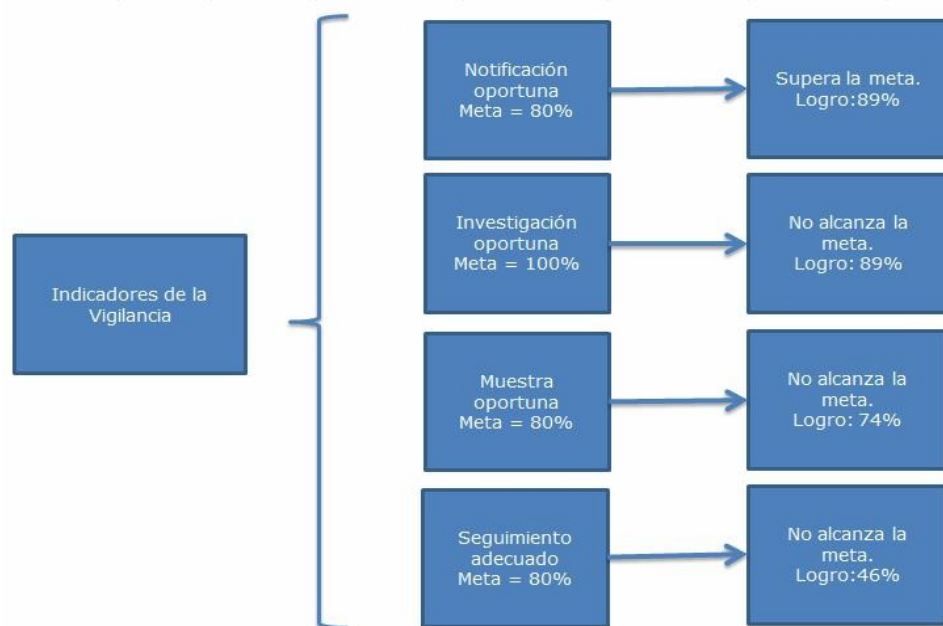 Indicadores de la
Vigilancia
Notificación
oportuna
Meta = 80%
Supera la meta.
Logro:89%
Investigación
oportuna
Meta = 100%
No alcanza la
meta.
Logro: 89%
Muestra
oportuna
Meta = 80%
No alcanza la
meta.
Logro: 74%
Seguimiento
adecuado
Meta = 80%
No alcanza la
meta.
Logro:46%